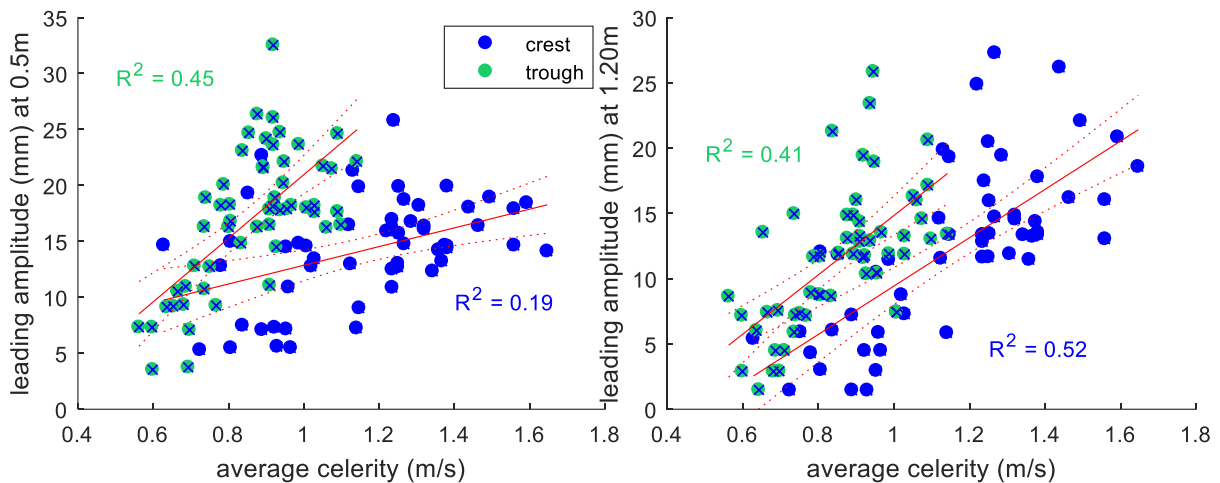 leading amplitude (mm) at 0.5m
35
30
25
20
15
10
5
0
0.4 0.6 0.8 1 1.2 1.4 1.6 1.8
average celerity (m/s)
R² = 0.45
R² = 0.19
crest
trough
leading amplitude (mm) at 1.20m
30
25
20
15
10
5
0
0.4 0.6 0.8 1 1.2 1.4 1.6 1.8
average celerity (m/s)
R² = 0.41
R² = 0.52